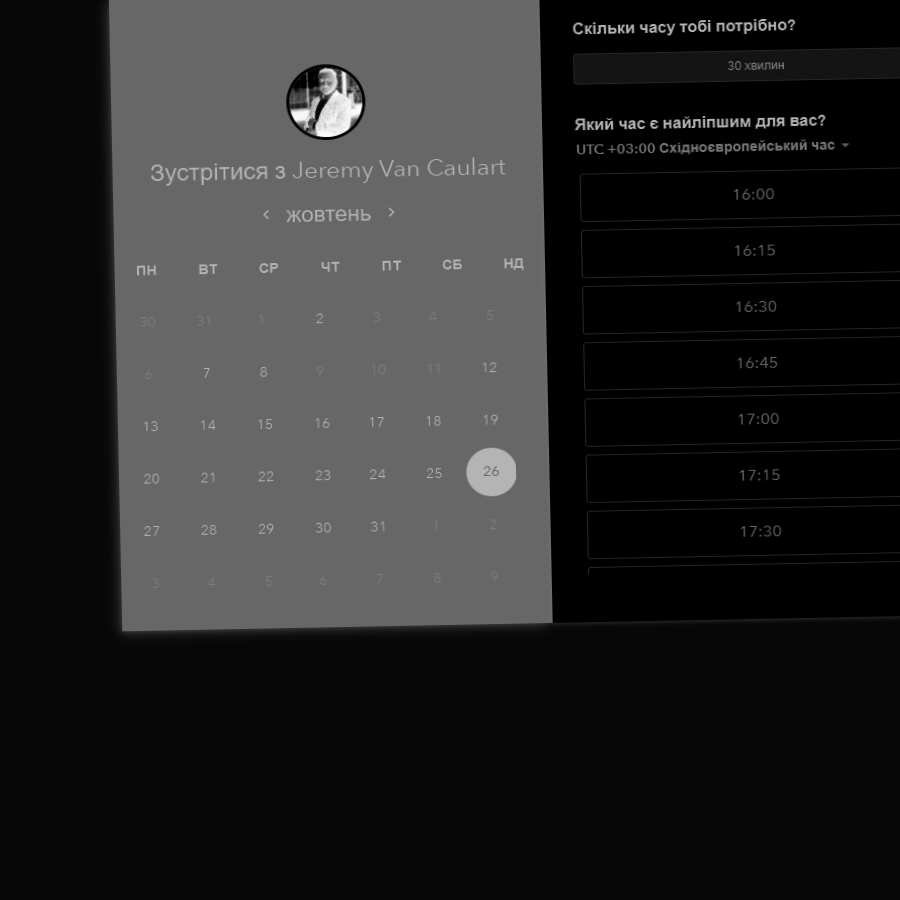 Зустрітися з Jeremy Van Caulart
< жовтень >
ПН ВТ СР ЧТ ПТ СБ НД
30 31 1 2 3 4 5
6 7 8 9 10 11 12
13 14 15 16 17 18 19
20 21 22 23 24 25 26
27 28 29 30 31 1 2
3 4 5 6 7 8 9
Скільки часу тобі потрібно?
30 хвилин
Який час є найліпшим для вас?
UTC +03:00 Східноєвропейський час
16:00
16:15
16:30
16:45
17:00
17:15
17:30